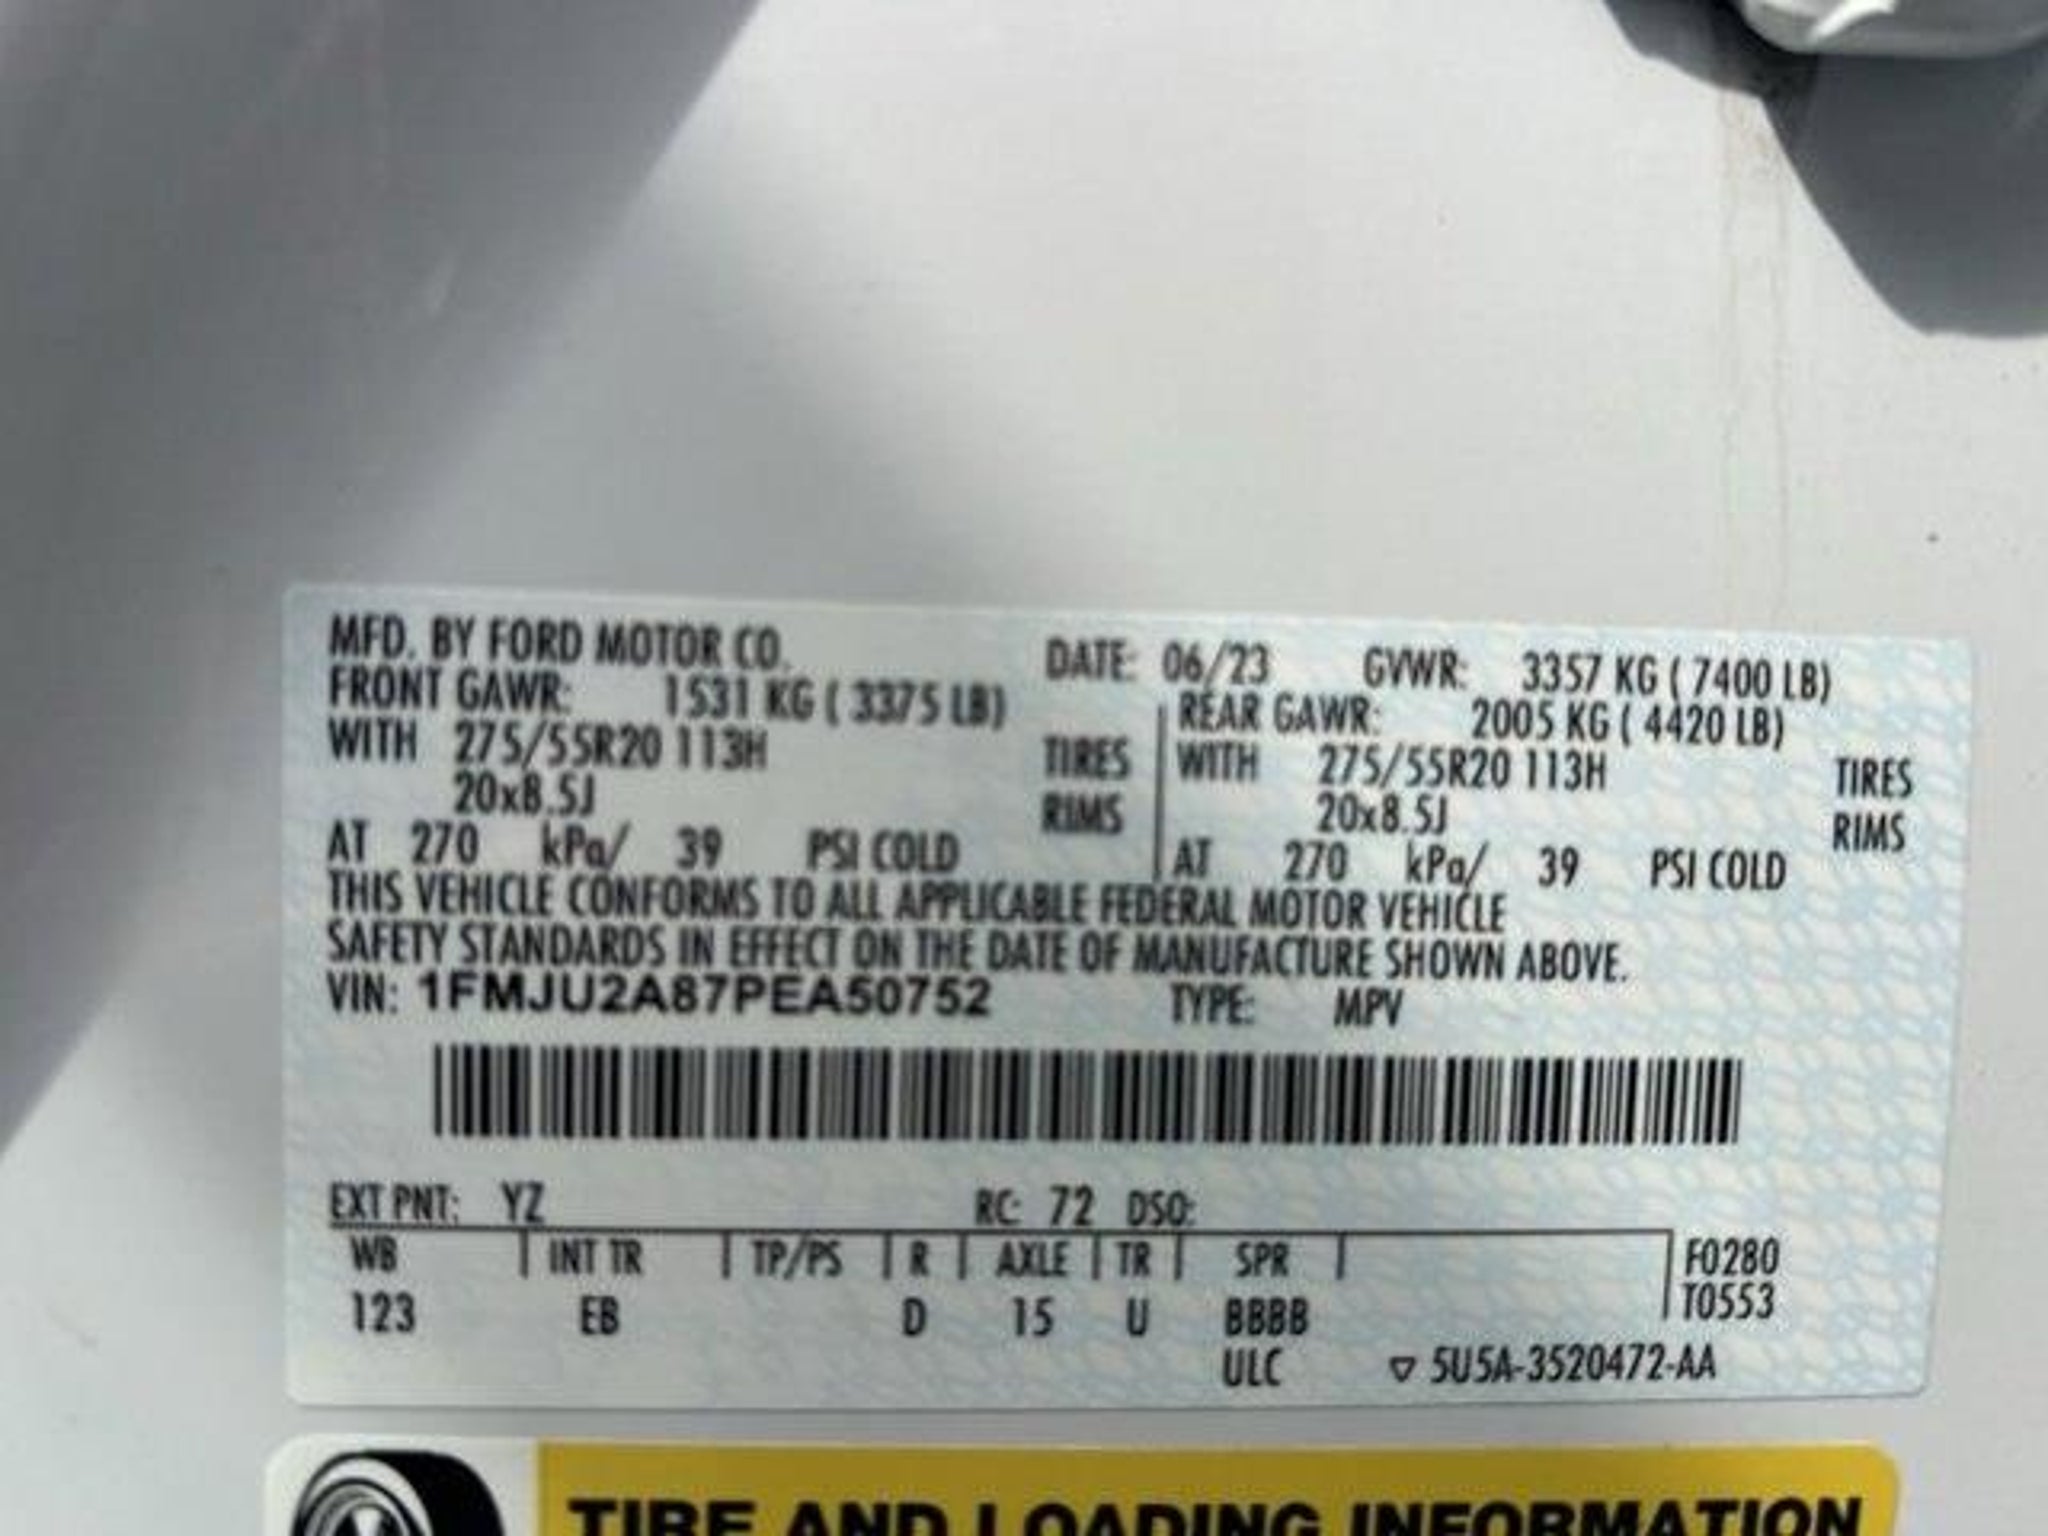 MFD. BY FORD MOTOR CO. DATE: 06/23 GVWR: 3357 KG ( 7400 LB)
FRONT GAWR: 1531 KG ( 3375 LB) REAR GAWR: 2005 KG ( 4420 LB)
WITH 275/55R20 113H TIRES WITH 275/55R20 113H TIRES
20x8.5J RIMS 20x8.5J RIMS
AT 270 kPa/ 39 PSI COLD AT 270 kPa/ 39 PSI COLD
THIS VEHICLE CONFORMS TO ALL APPLICABLE FEDERAL MOTOR VEHICLE
SAFETY STANDARDS IN EFFECT ON THE DATE OF MANUFACTURE SHOWN ABOVE.
VIN: 1FMJU2A87PEA50752 TYPE: MPV
EXT PNT: YZ RC: 72 DSO:
WB INT TR TP/PS R AXLE TR SPR F0280
T0553
123 EB D 15 U BBBB
ULC ▽ 5U5A-3520472-AA
TIRE AND LOADING INFORMATION